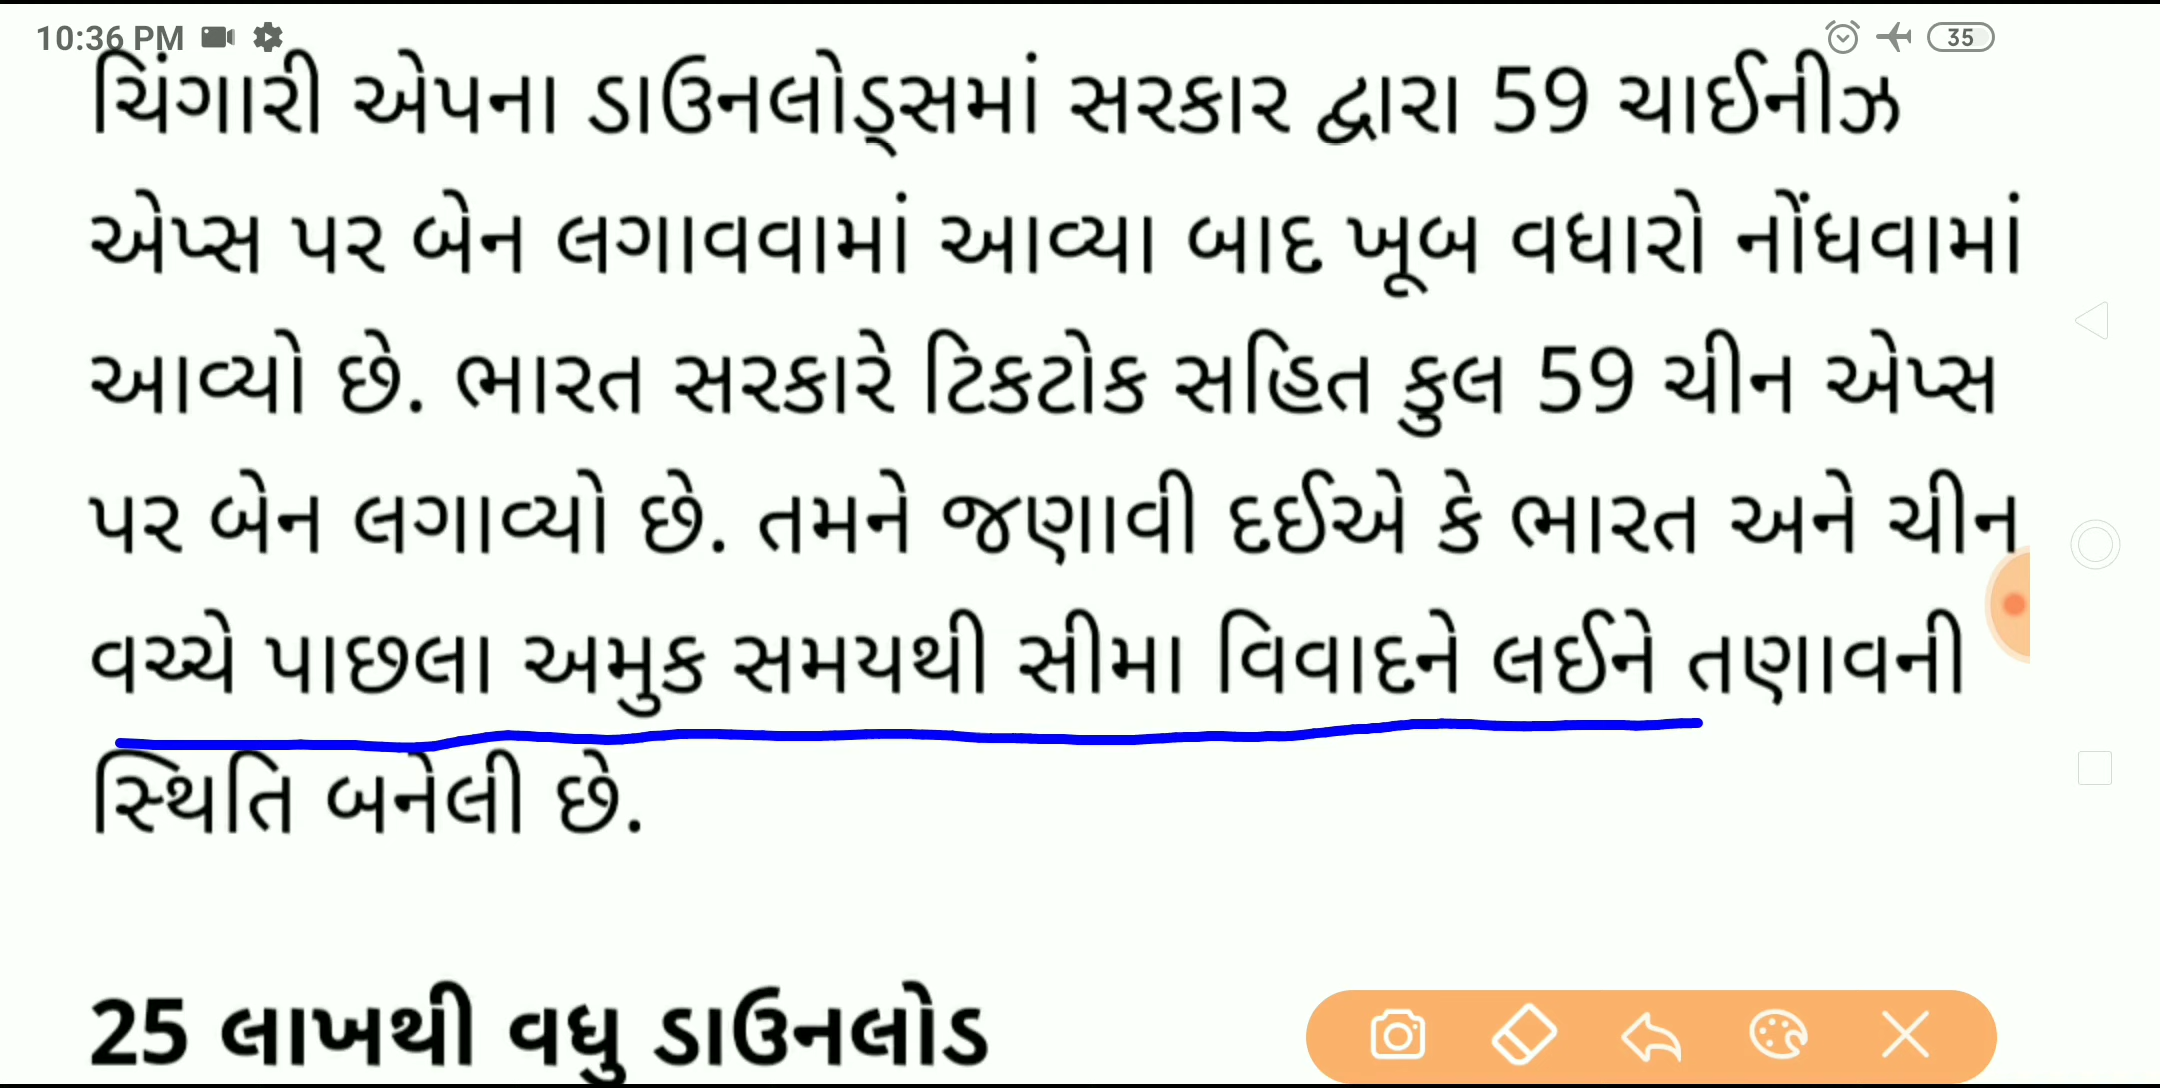 10:36 PM
35
ચિંગારી એપના ડાઉનલોડ્સમાં સરકાર દ્વારા 59 ચાઈનીઝ
એપ્સ પર બેન લગાવવામાં આવ્યા બાદ ખૂબ વધારો નોંધવામાં
આવ્યો છે. ભારત સરકારે ટિકટોક સહિત કુલ 59 ચીન એપ્સ
પર બેન લગાવ્યો છે. તમને જણાવી દઈએ કે ભારત અને ચીન
વચ્ચે પાછલા અમુક સમયથી સીમા વિવાદને લઈને તણાવની
સ્થિતિ બનેલી છે.
25 લાખથી વધુ ડાઉનલોડ